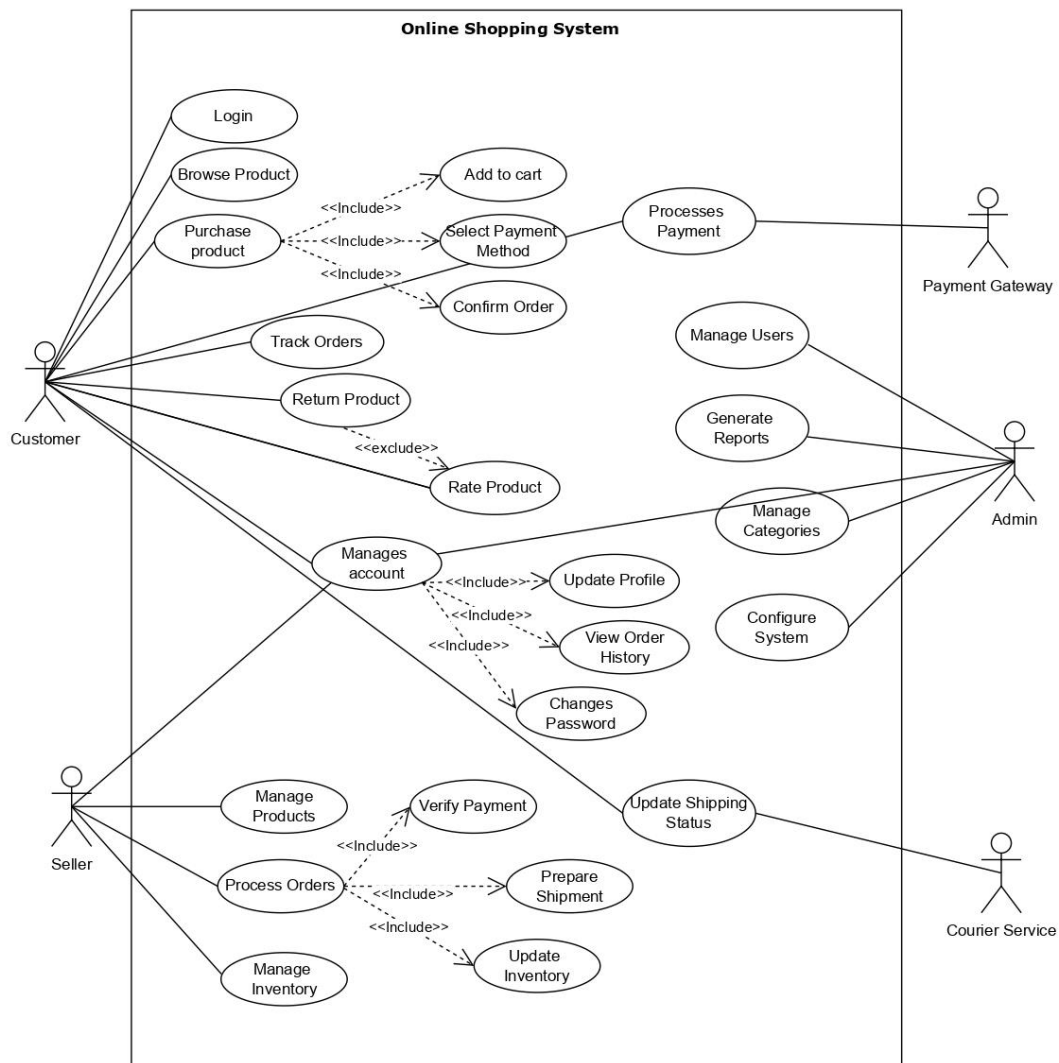 Online Shopping System
Login
Browse Product
Add to cart
<<Include>>
Purchase
product
<<Include>>
Select Payment
Method
Processes
Payment
<<Include>>
Confirm Order
Payment Gateway
Track Orders
Manage Users
Customer
Return Product
<<exclude>>
Rate Product
Generate
Reports
Admin
Manage
Categories
Manages
account
<<Include>>
Update Profile
<<Include>>
View Order
History
<<Include>>
Changes
Password
Configure
System
Seller
Manage
Products
Verify Payment
Update Shipping
Status
<<Include>>
Process Orders
<<Include>>
Prepare
Shipment
<<Include>>
Courier Service
Manage
Inventory
Update
Inventory